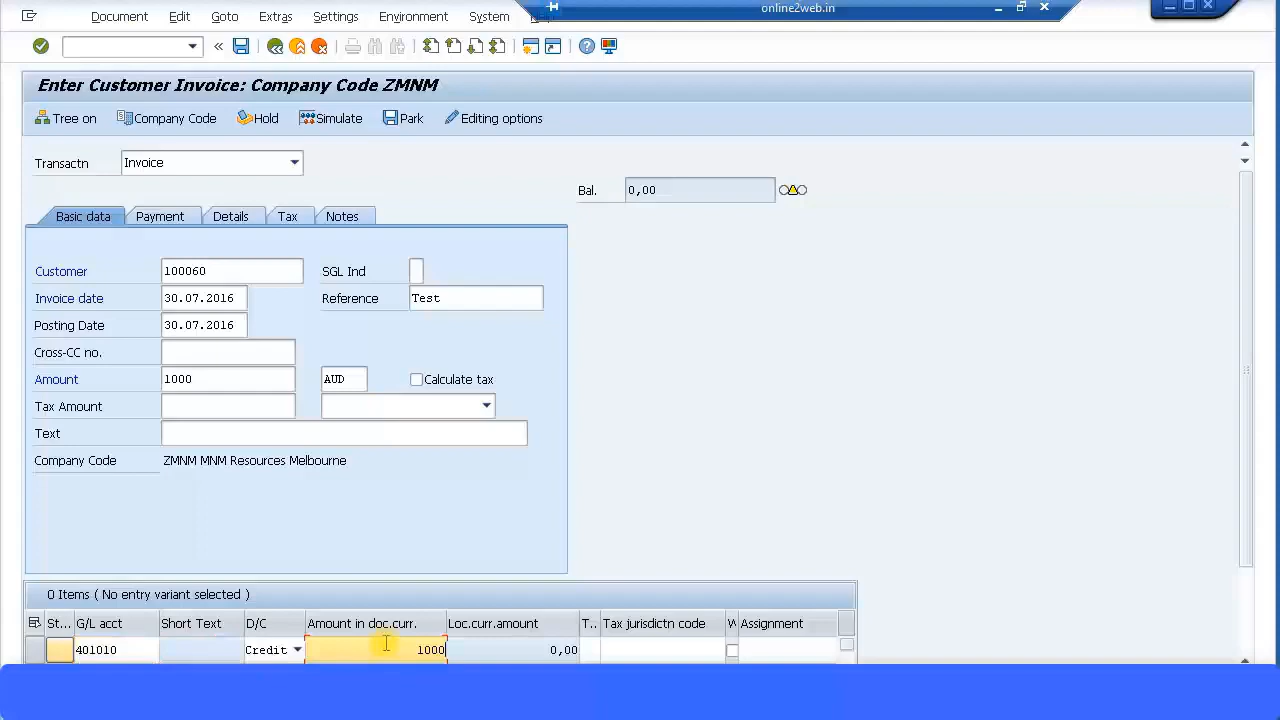 online2web.in
Document Edit Goto Environment
Enter Customer Invoice: Company Code ZMNM
Tree on Company Code Hold Simulate Park Editing options
Transactn Invoice
Bal. 0,00
Basic data Payment Details Tax Notes
Customer 100060 SGL Ind
Invoice date 30.07.2016 Reference Test
Posting Date 30.07.2016
Cross-CC no.
Amount 1000 AUD Calculate tax
Tax Amount
Text
Company Code ZMNM MNM Resources Melbourne
0 Items ( No entry variant selected )
St... G/L acct Short Text D/C Amount in doc.curr. Loc.curr.amount T.. Tax jurisdictn code W Assignment
401010 Credit 1000 0,00